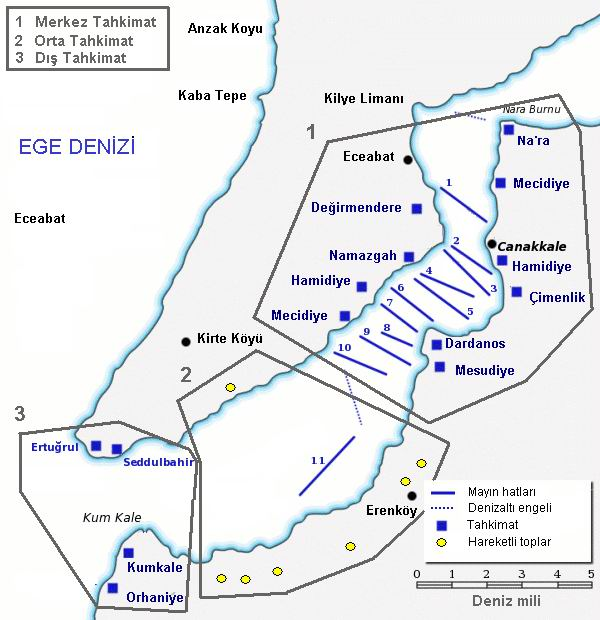 1 Merkez Tahkimat
2 Orta Tahkimat
3 Dış Tahkimat
Anzak Koyu
Kaba Tepe
Kilye Limanı
Nara Burnu
1
Na'ra
EGE DENİZİ
Eceabat
Mecidiye
1
Değirmendere
Eceabat
Canakkale
2
Namazgah
Hamidiye
4
Hamidiye
6
3
Çimenlik
7
5
Mecidiye
8
9
Kirte Köyü
10
Dardanos
Mesudiye
2
3
Ertuğrul
Seddulbahir
11
Mayın hatları
Erenköy
Denizaltı engeli
Kum Kale
Tahkimat
Hareketli toplar
Kumkale
0 1 2 3 4 5
Orhaniye
Deniz mili